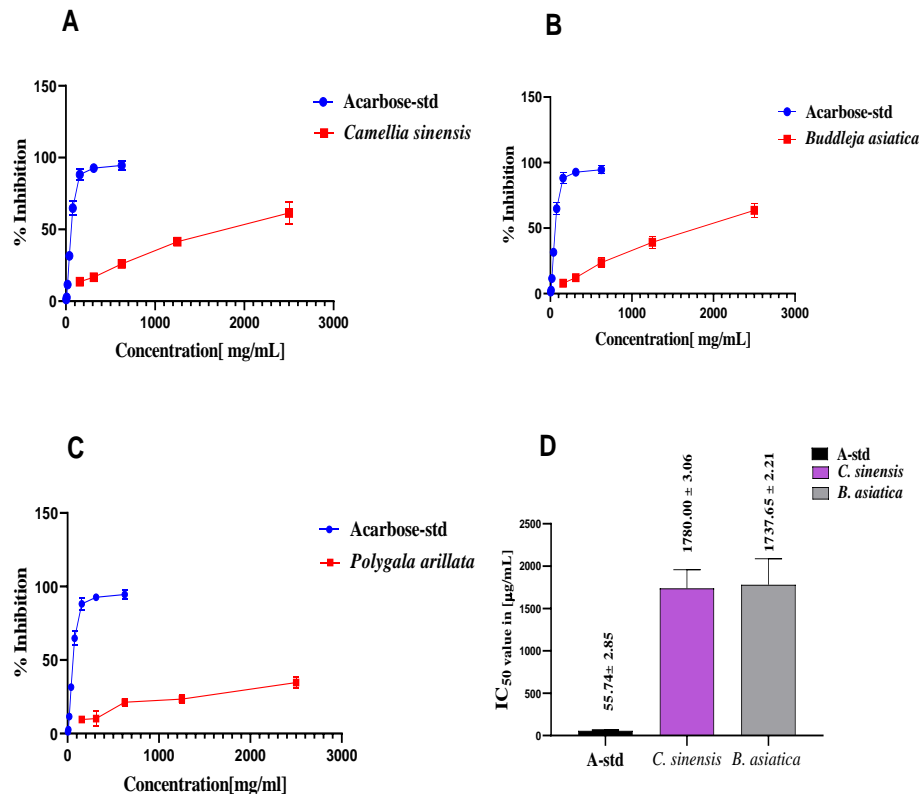 A
150
100
50
0
% Inhibition
0
1000
2000
3000
Concentration[ mg/mL]
Acarbose-std
Camellia sinensis
B
150
100
50
0
% Inhibition
0
1000
2000
3000
Concentration[ mg/mL]
Acarbose-std
Buddleja asiatica
C
150
100
50
0
% Inhibition
0
1000
2000
3000
Concentration[mg/ml]
Acarbose-std
Polygala arillata
D
A-std
C. sinensis
B. asiatica
2500
2000
1500
1000
500
0
IC50 value in [µg/mL]
55.74± 2.85
1780.00 ± 3.06
1737.65 ± 2.21
A-std
C. sinensis
B. asiatica